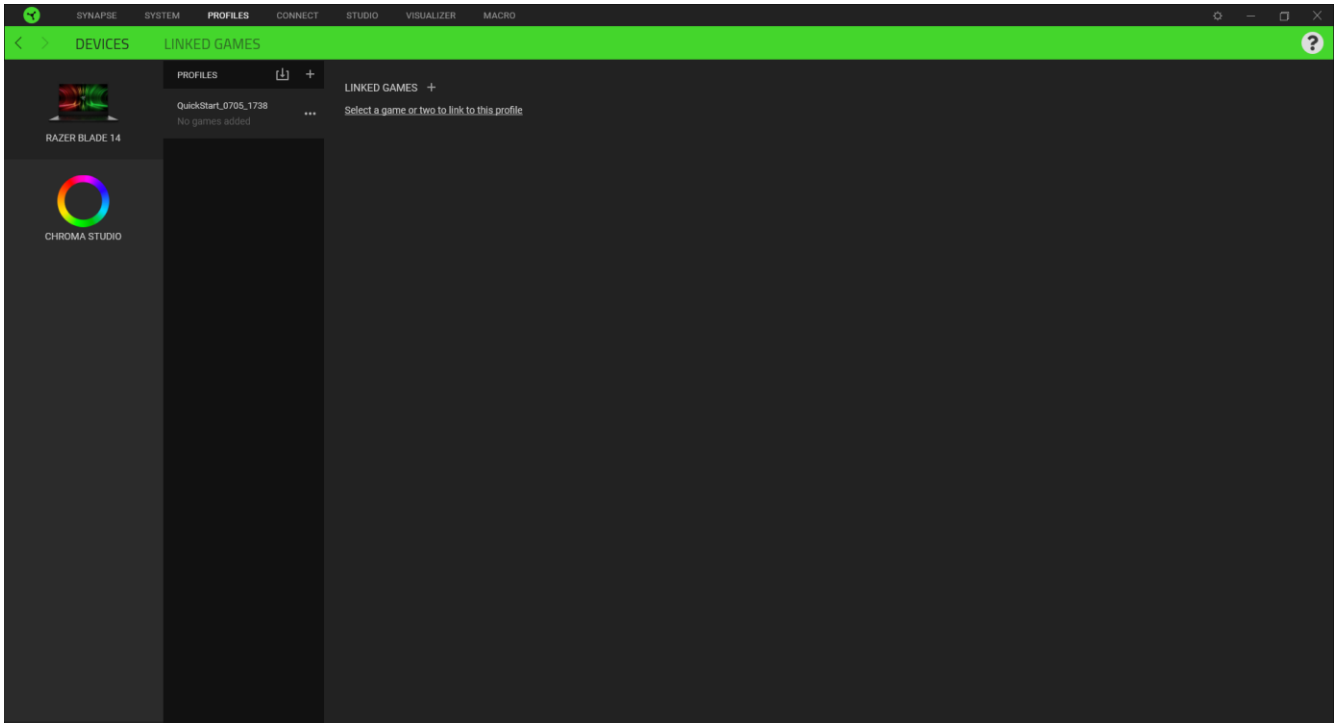 SYNAPSE SYSTEM PROFILES CONNECT STUDIO VISUALIZER MACRO
DEVICES LINKED GAMES ?
RAZER BLADE 14
CHROMA STUDIO
PROFILES
QuickStart_0705_1738
No games added
LINKED GAMES +
Select a game or two to link to this profile